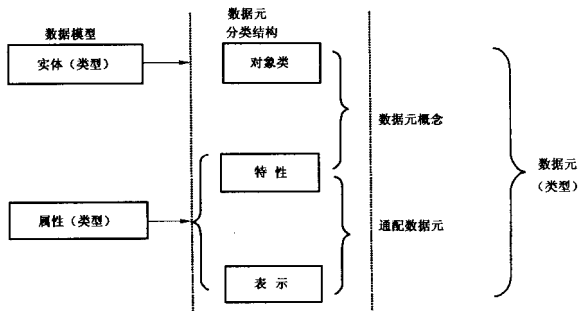 数据模型
数据元
分类结构
实体（类型）
对象类
数据元概念
特 性
数据元
（类型）
属性（类型）
通配数据元
表 示